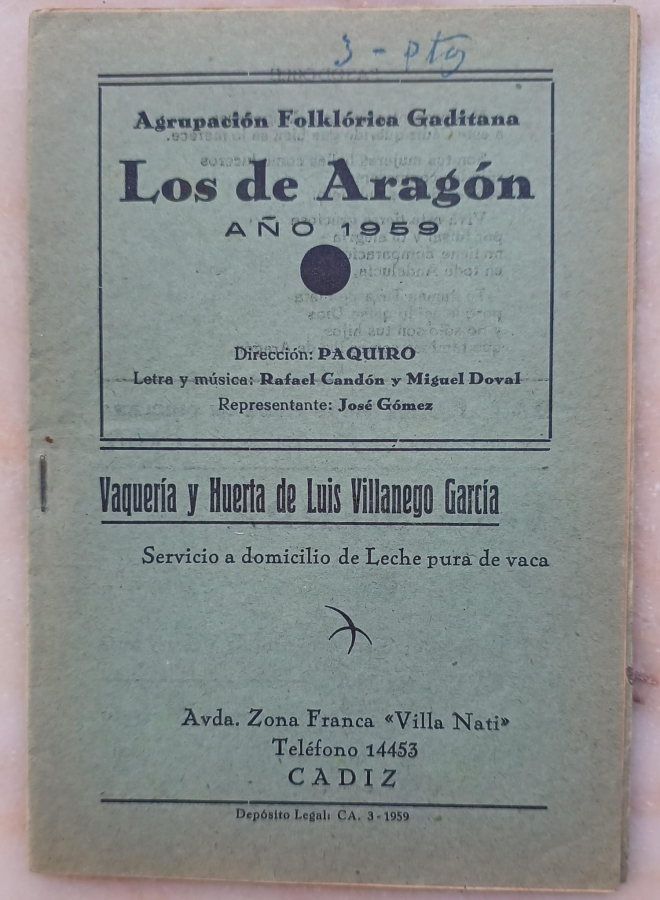 3 - pts
Agrupación Folklórica Gaditana
Los de Aragón
AÑO 1959
Dirección: PAQUIRO
Letra y música: Rafael Candón y Miguel Doval
Representante: José Gómez
Vaquería y Huerta de Luis Villanego García
Servicio a domicilio de Leche pura de vaca
Avda. Zona Franca «Villa Nati»
Teléfono 14453
CADIZ
Depósito Legal: CA. 3-1959